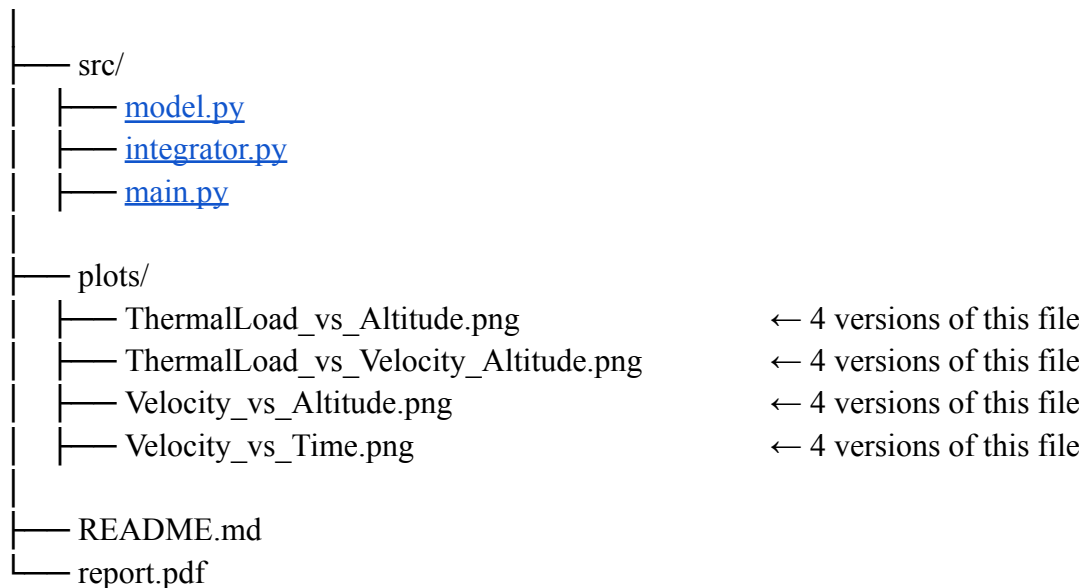 src/
model.py
integrator.py
main.py
plots/
ThermalLoad_vs_Altitude.png ← 4 versions of this file
ThermalLoad_vs_Velocity_Altitude.png ← 4 versions of this file
Velocity_vs_Altitude.png ← 4 versions of this file
Velocity_vs_Time.png ← 4 versions of this file
README.md
report.pdf